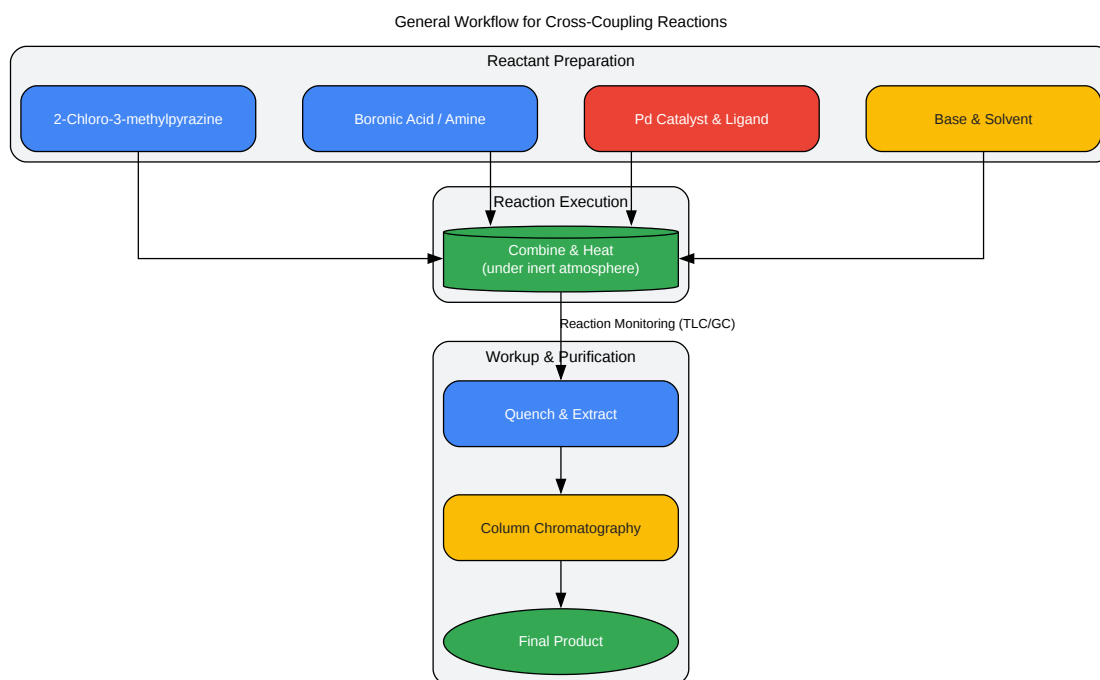 General Workflow for Cross-Coupling Reactions
Reactant Preparation
2-Chloro-3-methylpyrazine
Boronic Acid / Amine
Pd Catalyst & Ligand
Base & Solvent
Reaction Execution
Combine & Heat
(under inert atmosphere)
Reaction Monitoring (TLC/GC)
Workup & Purification
Quench & Extract
Column Chromatography
Final Product